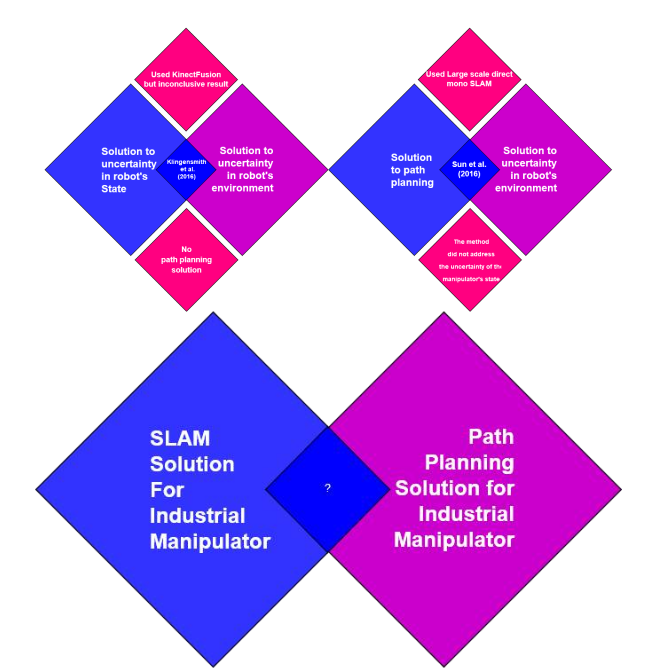 Used KinectFusion
but inconclusive result
Solution to
uncertainty
in robot's
State
Klingensmith
et al.
(2016)
Solution to
uncertainty
in robot's
environment
No
path planning
solution
Used Large scale direct
mono SLAM
Solution
to path
planning
Sun et al.
(2016)
Solution to
uncertainty
in robot's
environment
The method
did not address
the uncertainty of the
manipulator's state
SLAM
Solution
For
Industrial
Manipulator
?
Path
Planning
Solution for
Industrial
Manipulator